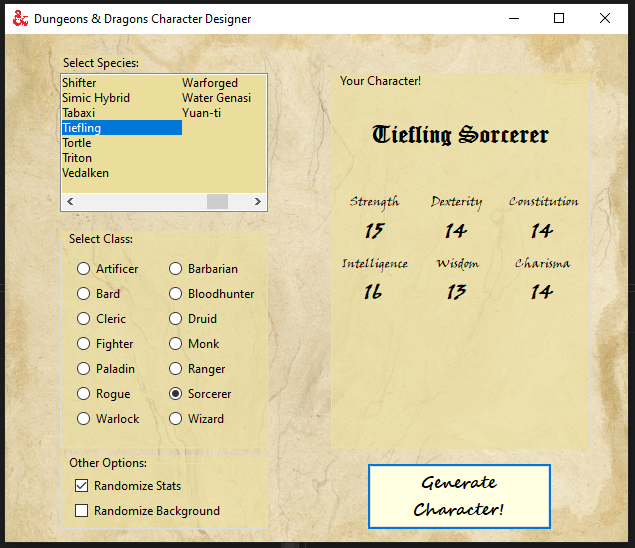 Dungeons & Dragons Character Designer
Select Species:
Shifter
Simic Hybrid
Tabaxi
Tiefling
Tortle
Triton
Vedalken
Warforged
Water Genasi
Yuan-ti
Select Class:
Artificer Barbarian
Bard Bloodhunter
Cleric Druid
Fighter Monk
Paladin Ranger
Rogue Sorcerer
Warlock Wizard
Other Options:
Randomize Stats
Randomize Background
Your Character!
Tiefling Sorcerer
Strength Dexterity Constitution
15 14 14
Intelligence Wisdom Charisma
16 13 14
Generate
Character!